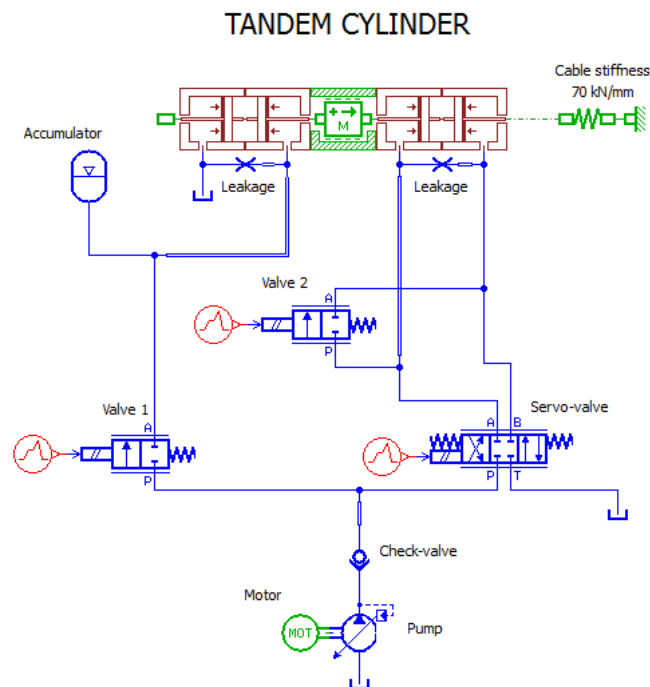 TANDEM CYLINDER
Cable stiffness
70 kN/mm
Accumulator
M
Leakage
Leakage
Valve 2
A
P
Valve 1
A
P
Servo-valve
A B
P T
Check-valve
Motor
MOT
Pump